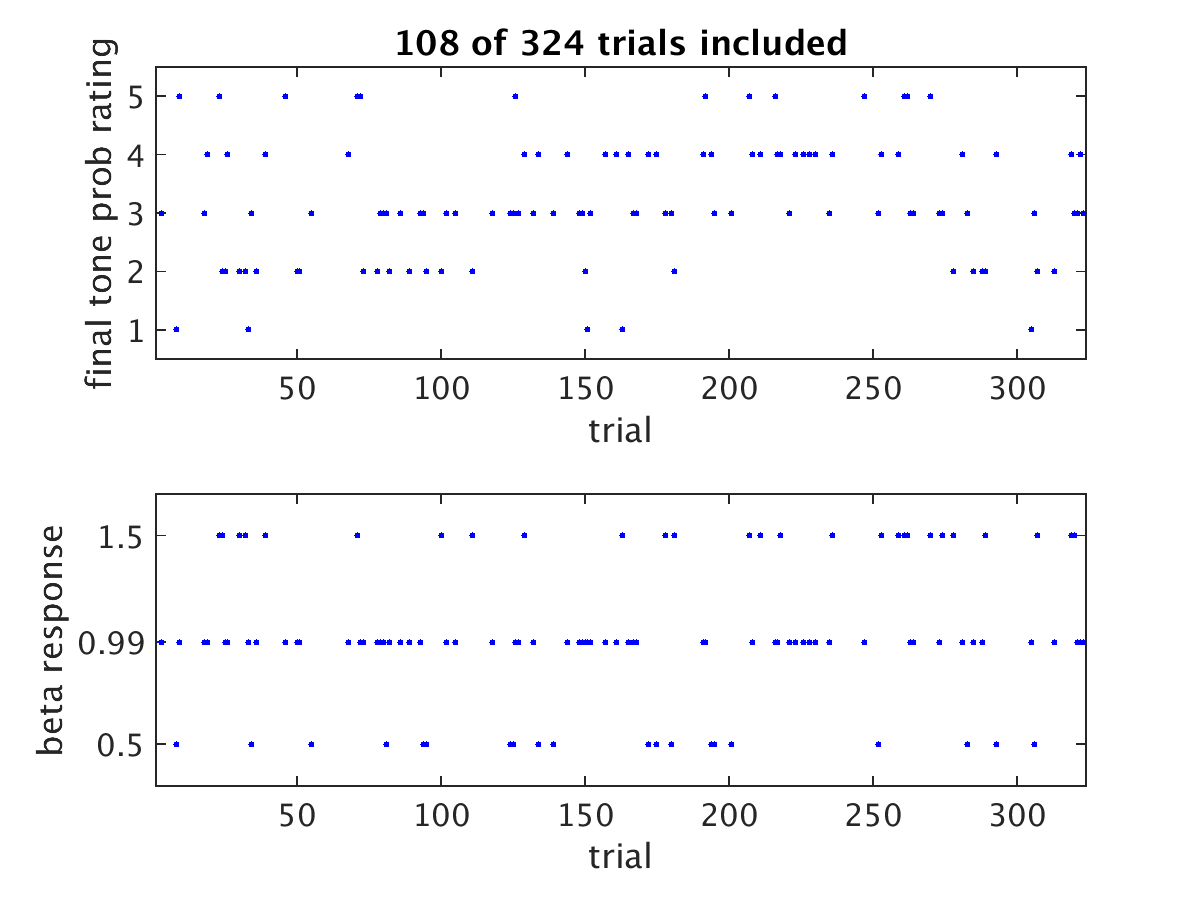 108 of 324 trials included
final tone prob rating
5
4
3
2
1
50 100 150 200 250 300
trial
beta response
1.5
0.99
0.5
50 100 150 200 250 300
trial